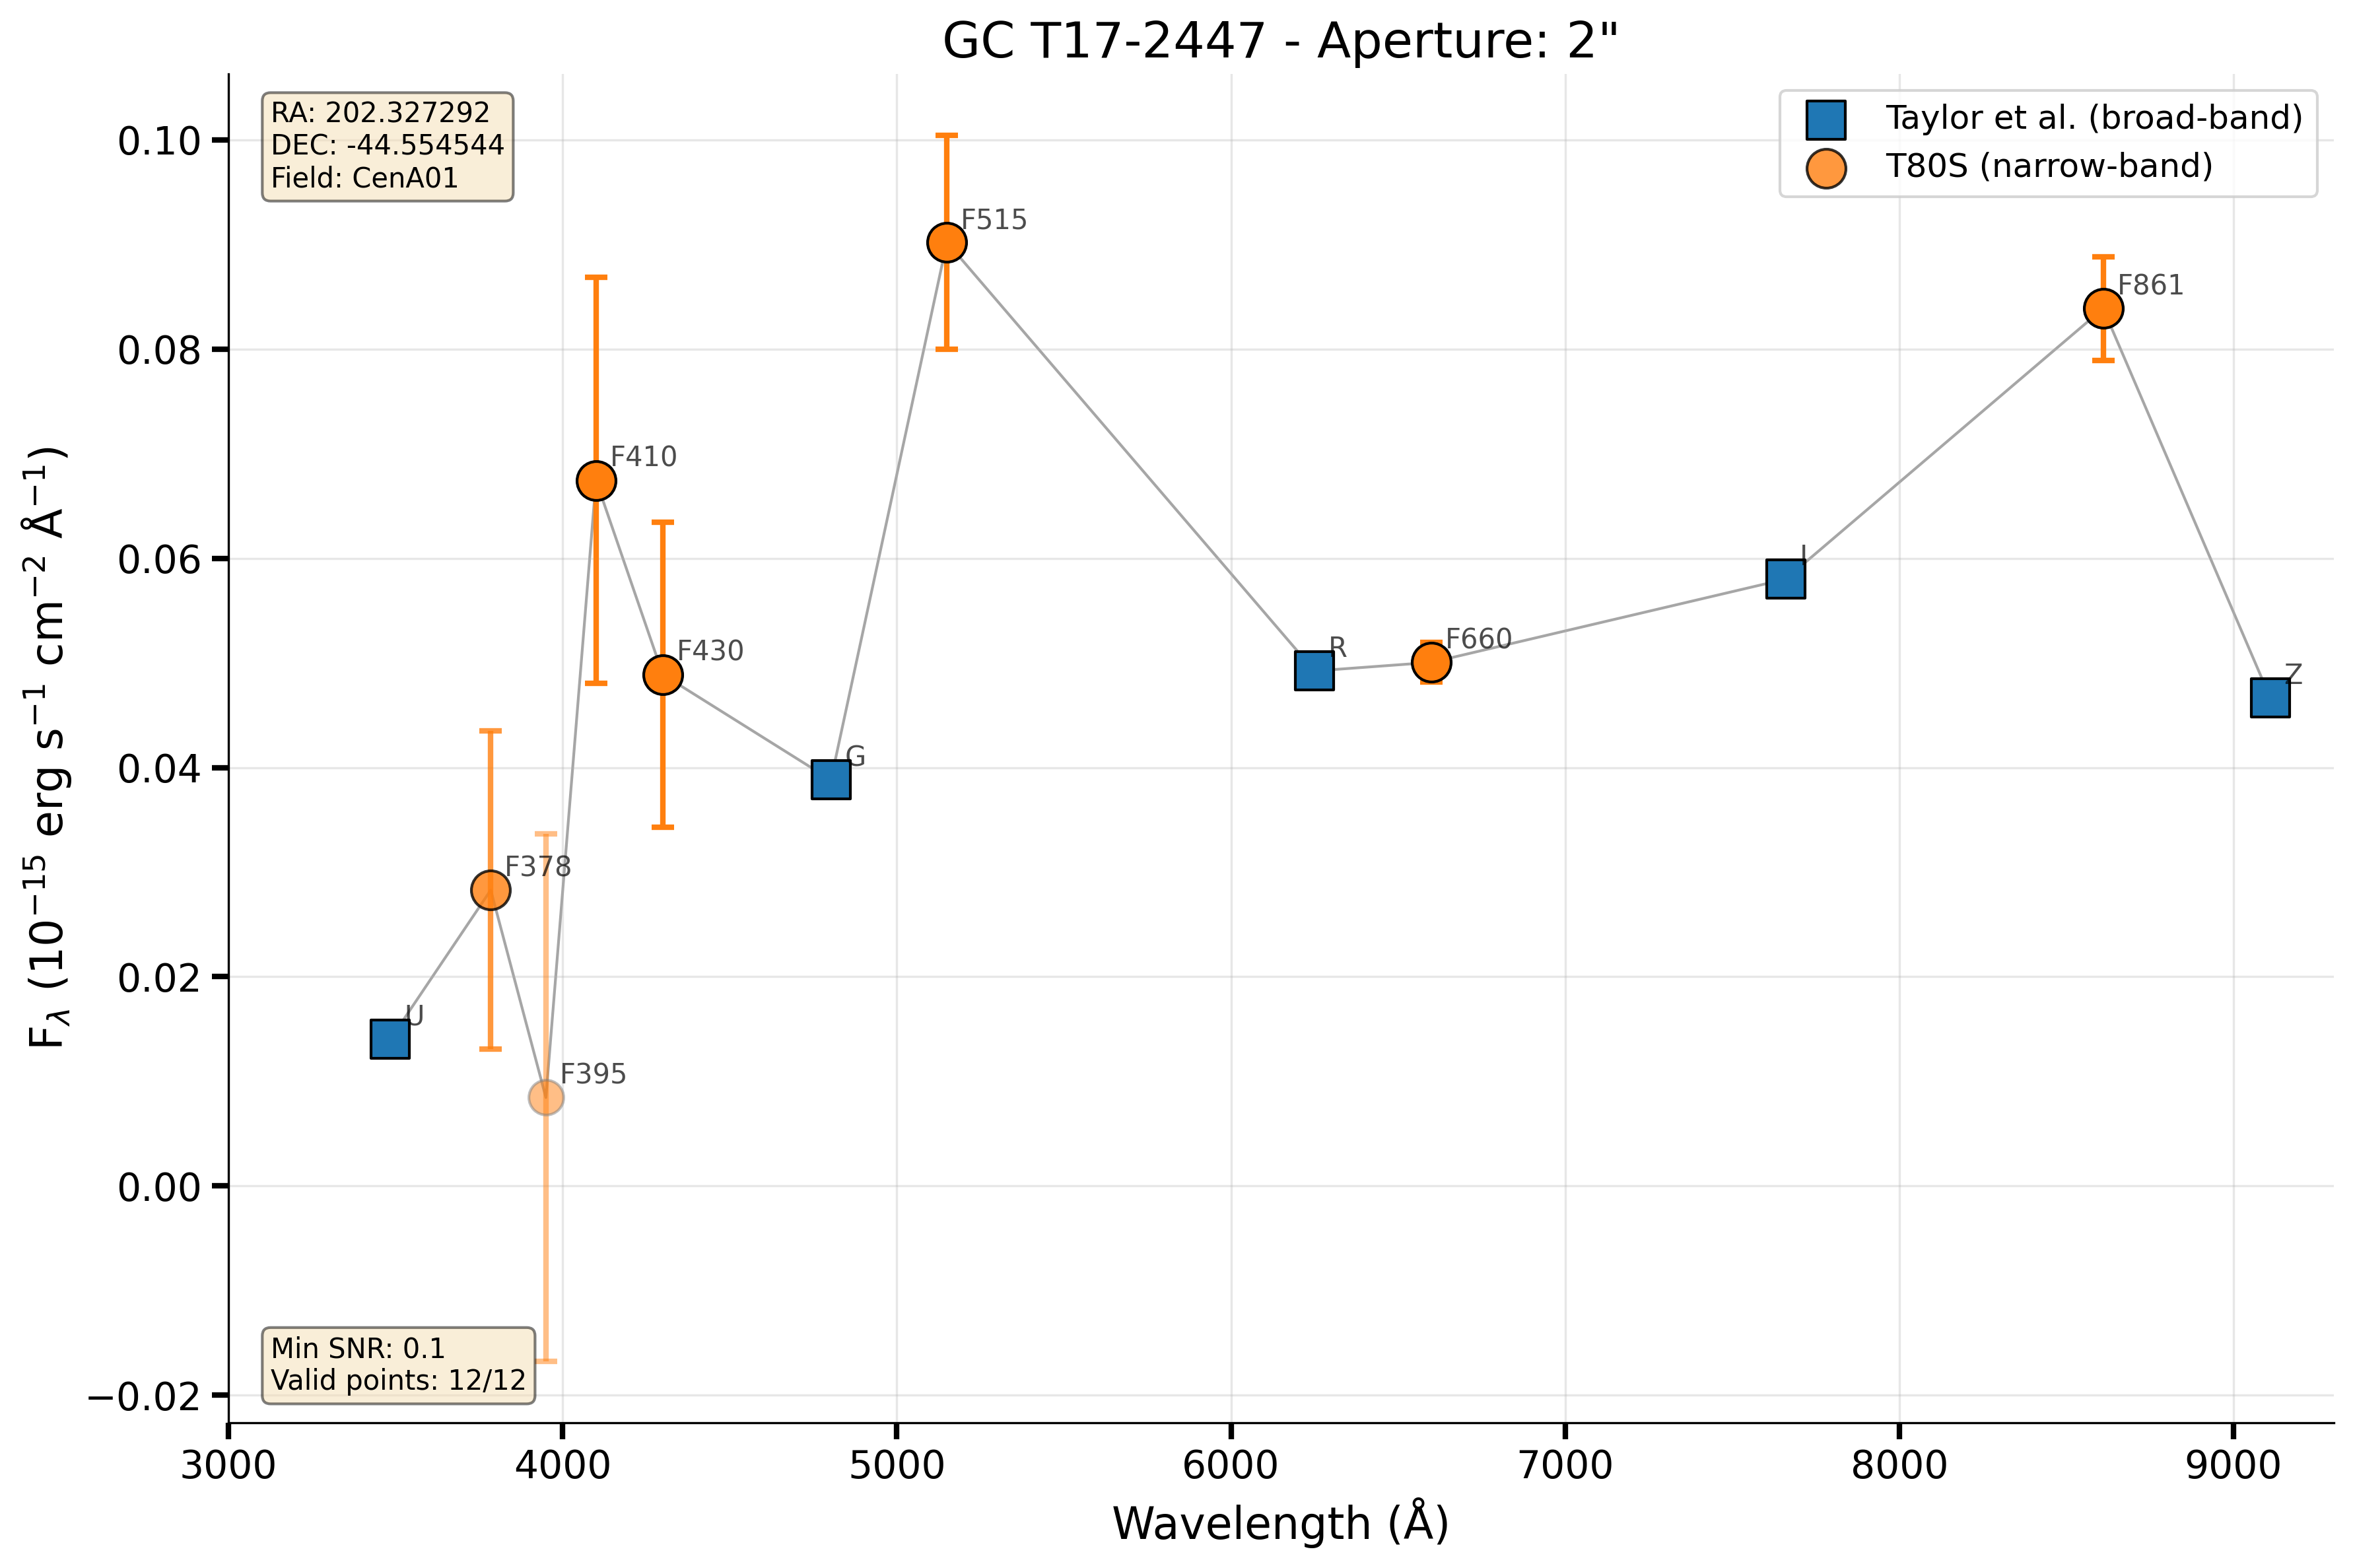 GC T17-2447 - Aperture: 2"
RA: 202.327292
DEC: -44.554544
Field: CenA01
Taylor et al. (broad-band)
T80S (narrow-band)
F515
F861
F410
F430
F660
R
I
Z
G
F378
U
F395
Min SNR: 0.1
Valid points: 12/12
0.10
0.08
0.06
0.04
0.02
0.00
−0.02
F_λ (10⁻¹⁵ erg s⁻¹ cm⁻² Å⁻¹)
3000 4000 5000 6000 7000 8000 9000
Wavelength (Å)